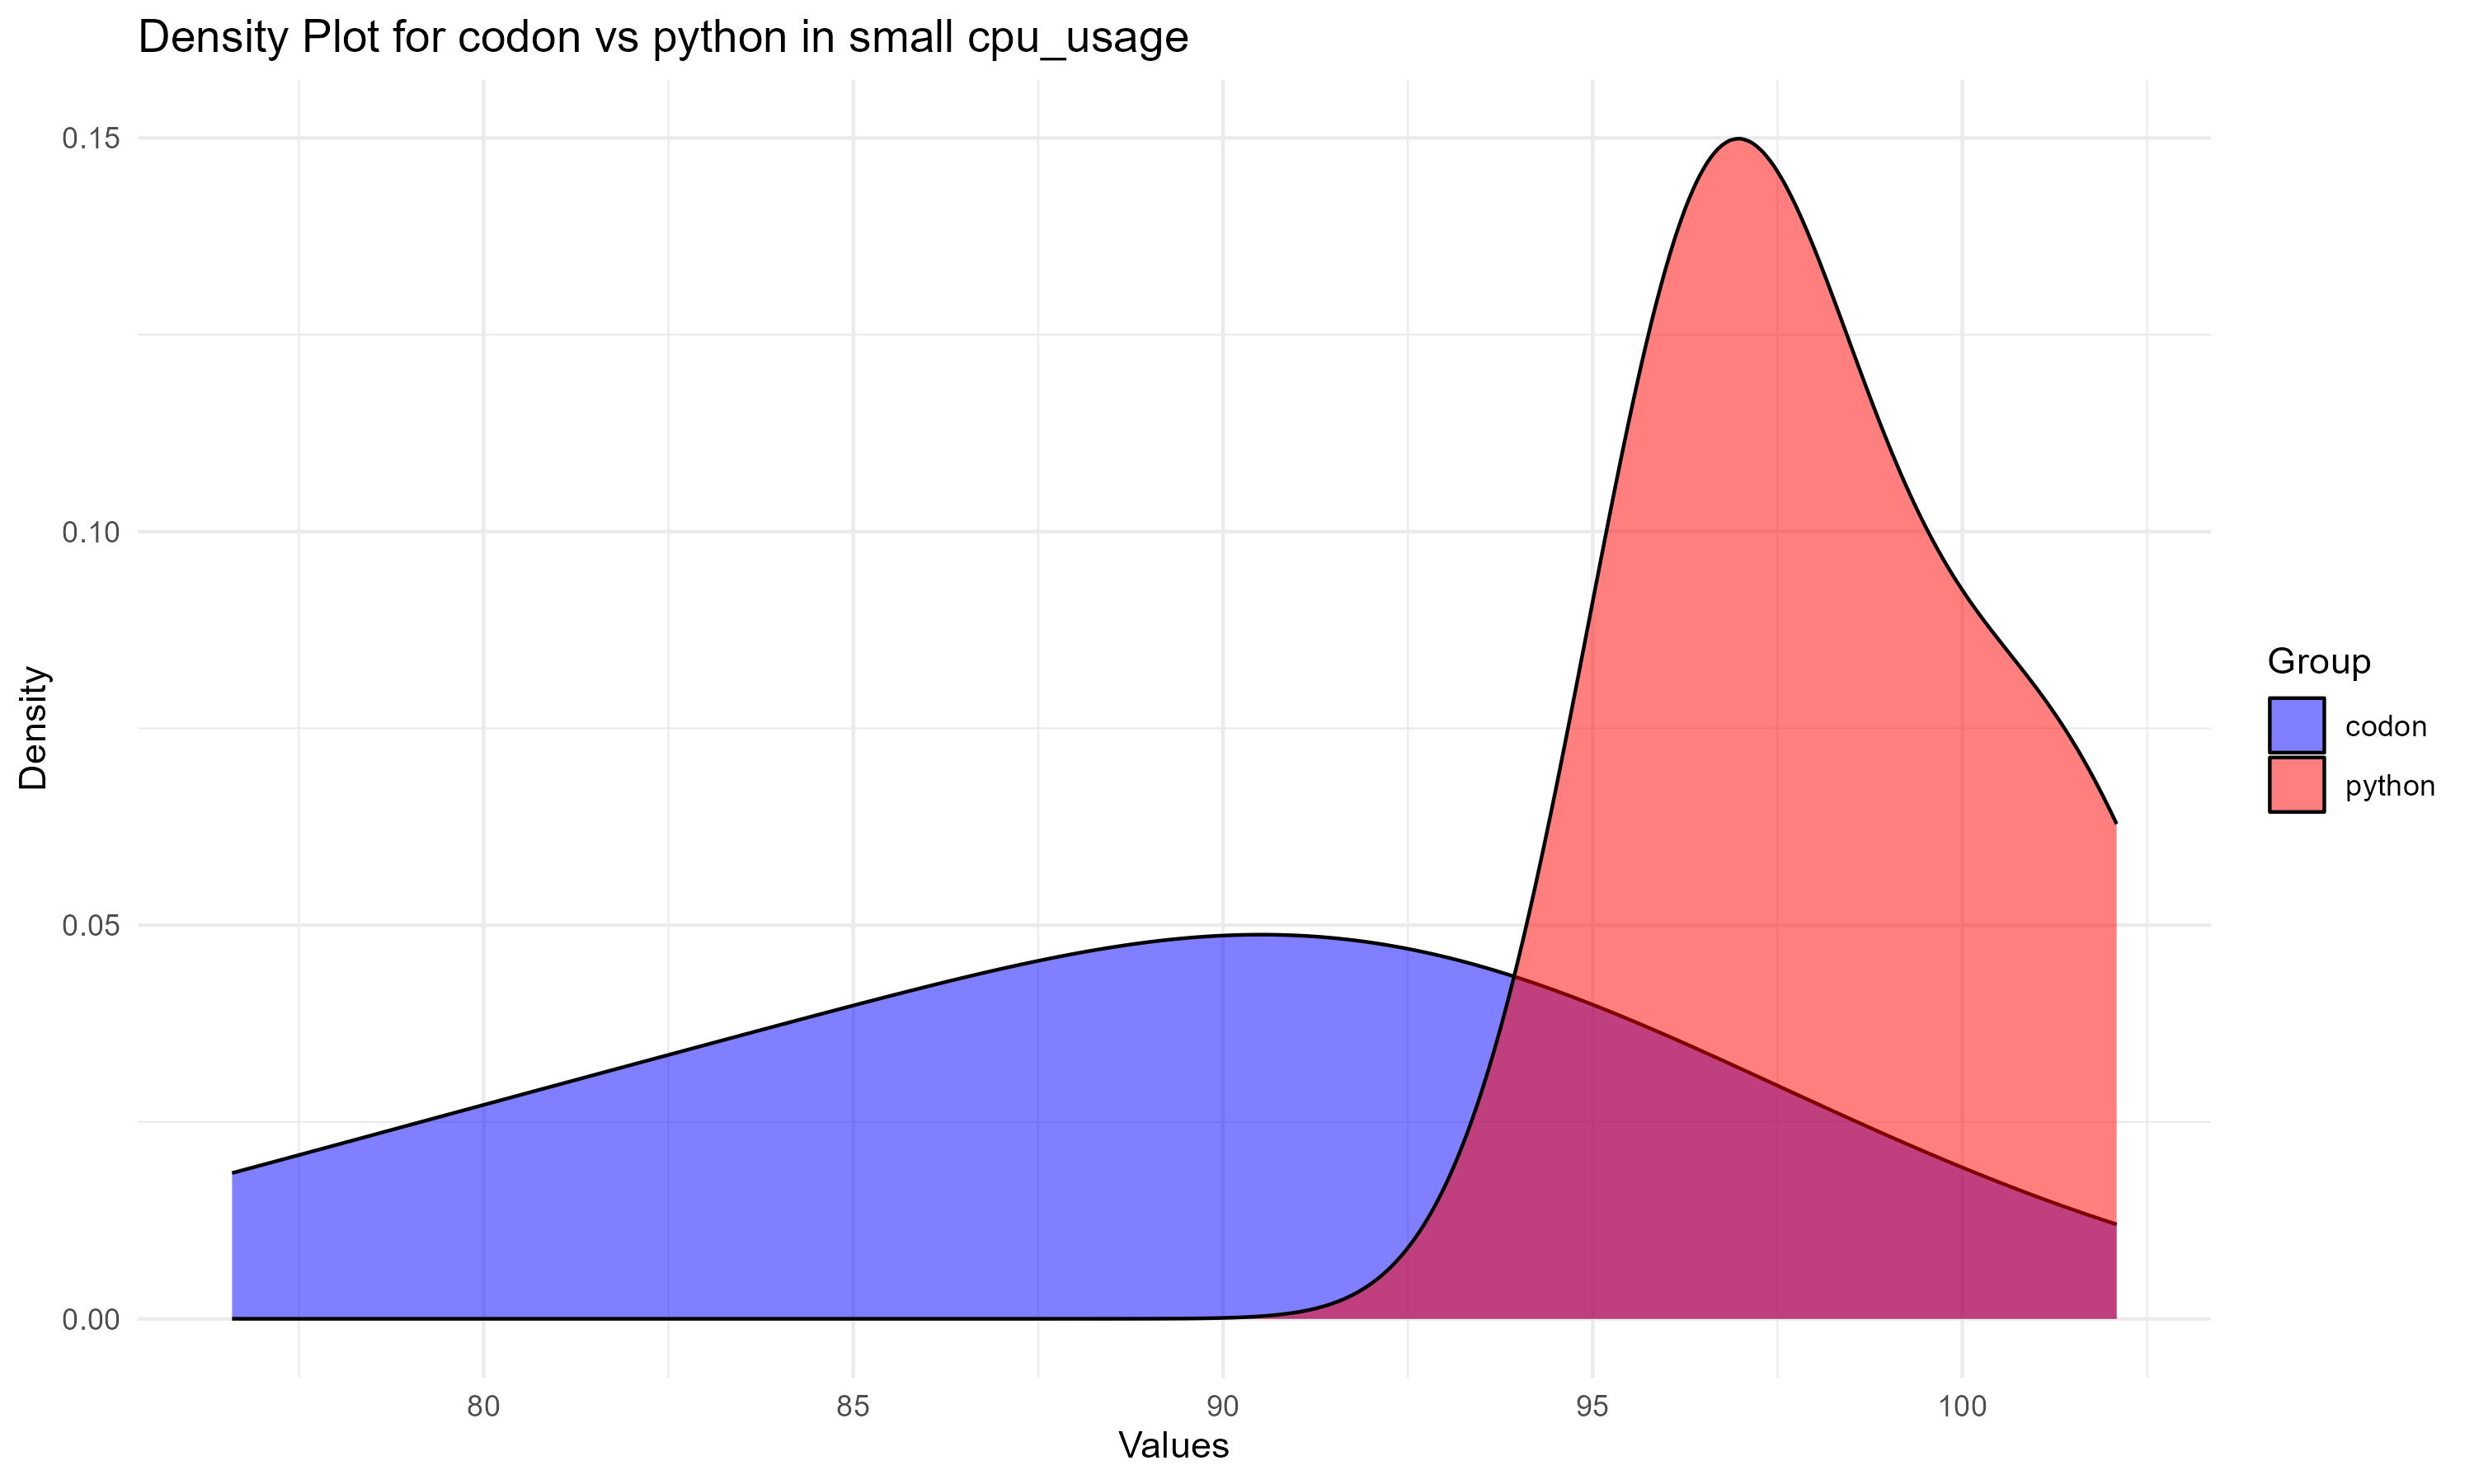 Density Plot for codon vs python in small cpu_usage
0.15
0.10
0.05
0.00
Density
80
85
90
95
100
Values
Group
codon
python